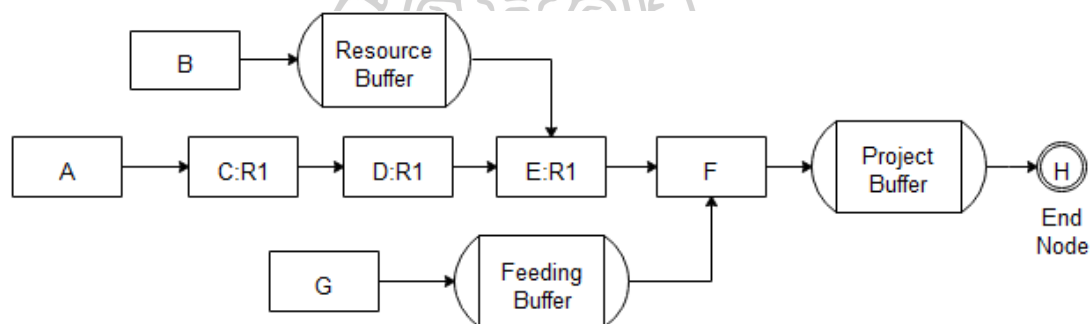 B
Resource
Buffer
A
C:R1
D:R1
E:R1
F
Project
Buffer
H
End
Node
G
Feeding
Buffer